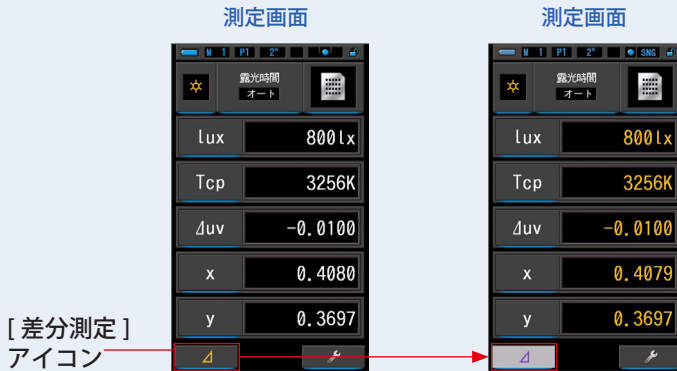 測定画面
M 1 P1 2°
露光時間
オート
lux 800lx
Tcp 3256K
⊿uv -0.0100
x 0.4080
y 0.3697
⊿
[ 差分測定 ]
アイコン
測定画面
M 1 P1 2° SNG
露光時間
オート
lux 800lx
Tcp 3256K
⊿uv -0.0100
x 0.4079
y 0.3697
⊿